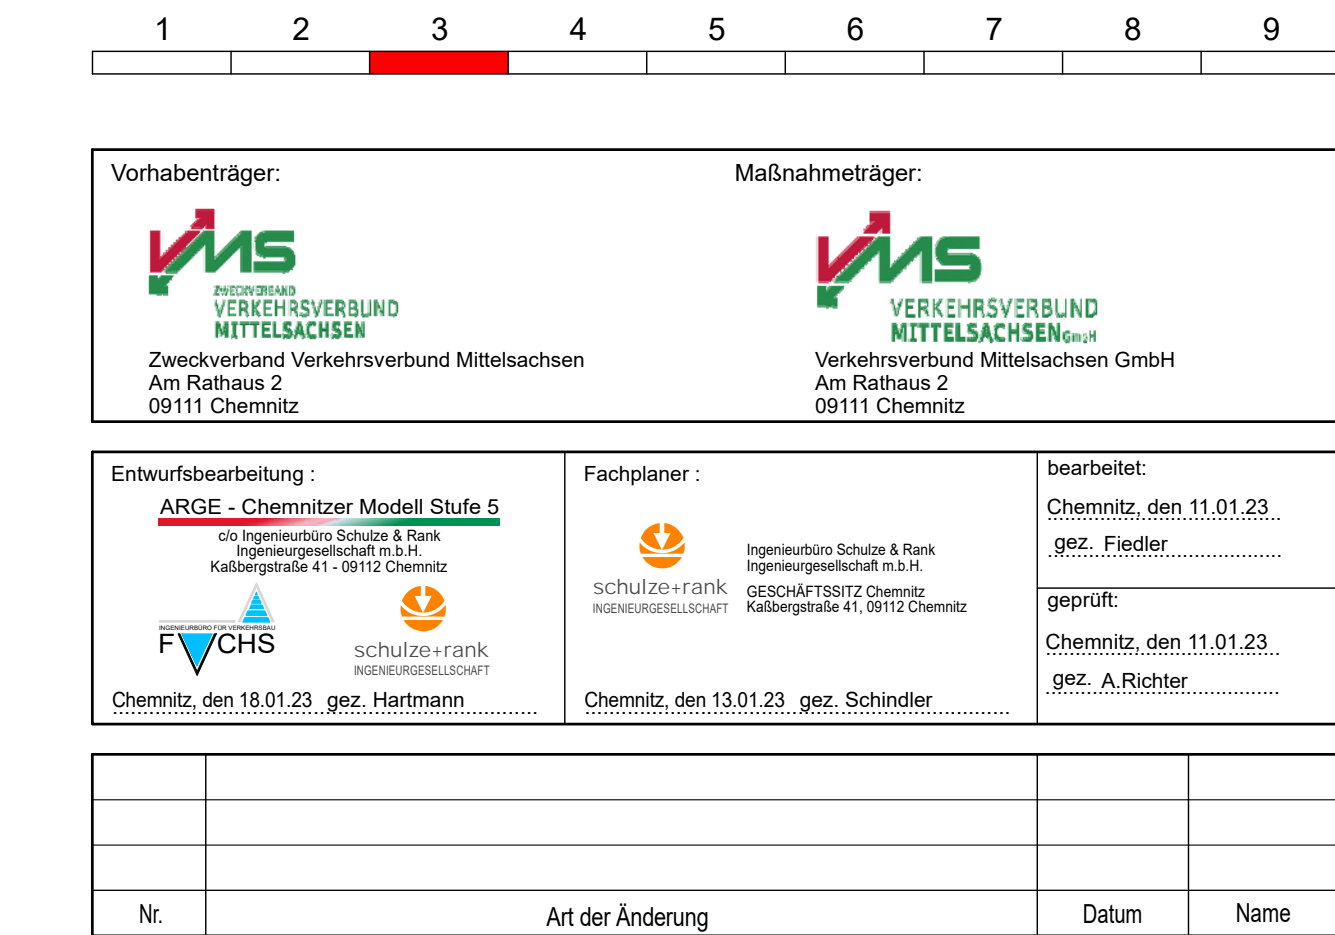 1 2 3 4 5 6 7 8 9
Vorhabenträger:
VMS
ZWECKVERBAND
VERKEHRSVERBUND
MITTELSACHSEN
Zweckverband Verkehrsverbund Mittelsachsen
Am Rathaus 2
09111 Chemnitz
Maßnahmeträger:
VMS
VERKEHRSVERBUND
MITTELSACHSEN GmbH
Verkehrsverbund Mittelsachsen GmbH
Am Rathaus 2
09111 Chemnitz
Entwurfsbearbeitung :
ARGE - Chemnitzer Modell Stufe 5
c/o Ingenieurbüro Schulze & Rank
Ingenieurgesellschaft m.b.H.
Kaßbergstraße 41 - 09112 Chemnitz
INGENIEURBÜRO FÜR VERKEHRSBAU
FUCHS
schulze+rank
INGENIEURGESELLSCHAFT
Chemnitz, den 18.01.23 gez. Hartmann
Fachplaner :
schulze+rank
INGENIEURGESELLSCHAFT
Ingenieurbüro Schulze & Rank
Ingenieurgesellschaft m.b.H.
GESCHÄFTSSITZ Chemnitz
Kaßbergstraße 41, 09112 Chemnitz
Chemnitz, den 13.01.23 gez. Schindler
bearbeitet:
Chemnitz, den 11.01.23
gez. Fiedler
geprüft:
Chemnitz, den 11.01.23
gez. A.Richter
Nr. Art der Änderung Datum Name